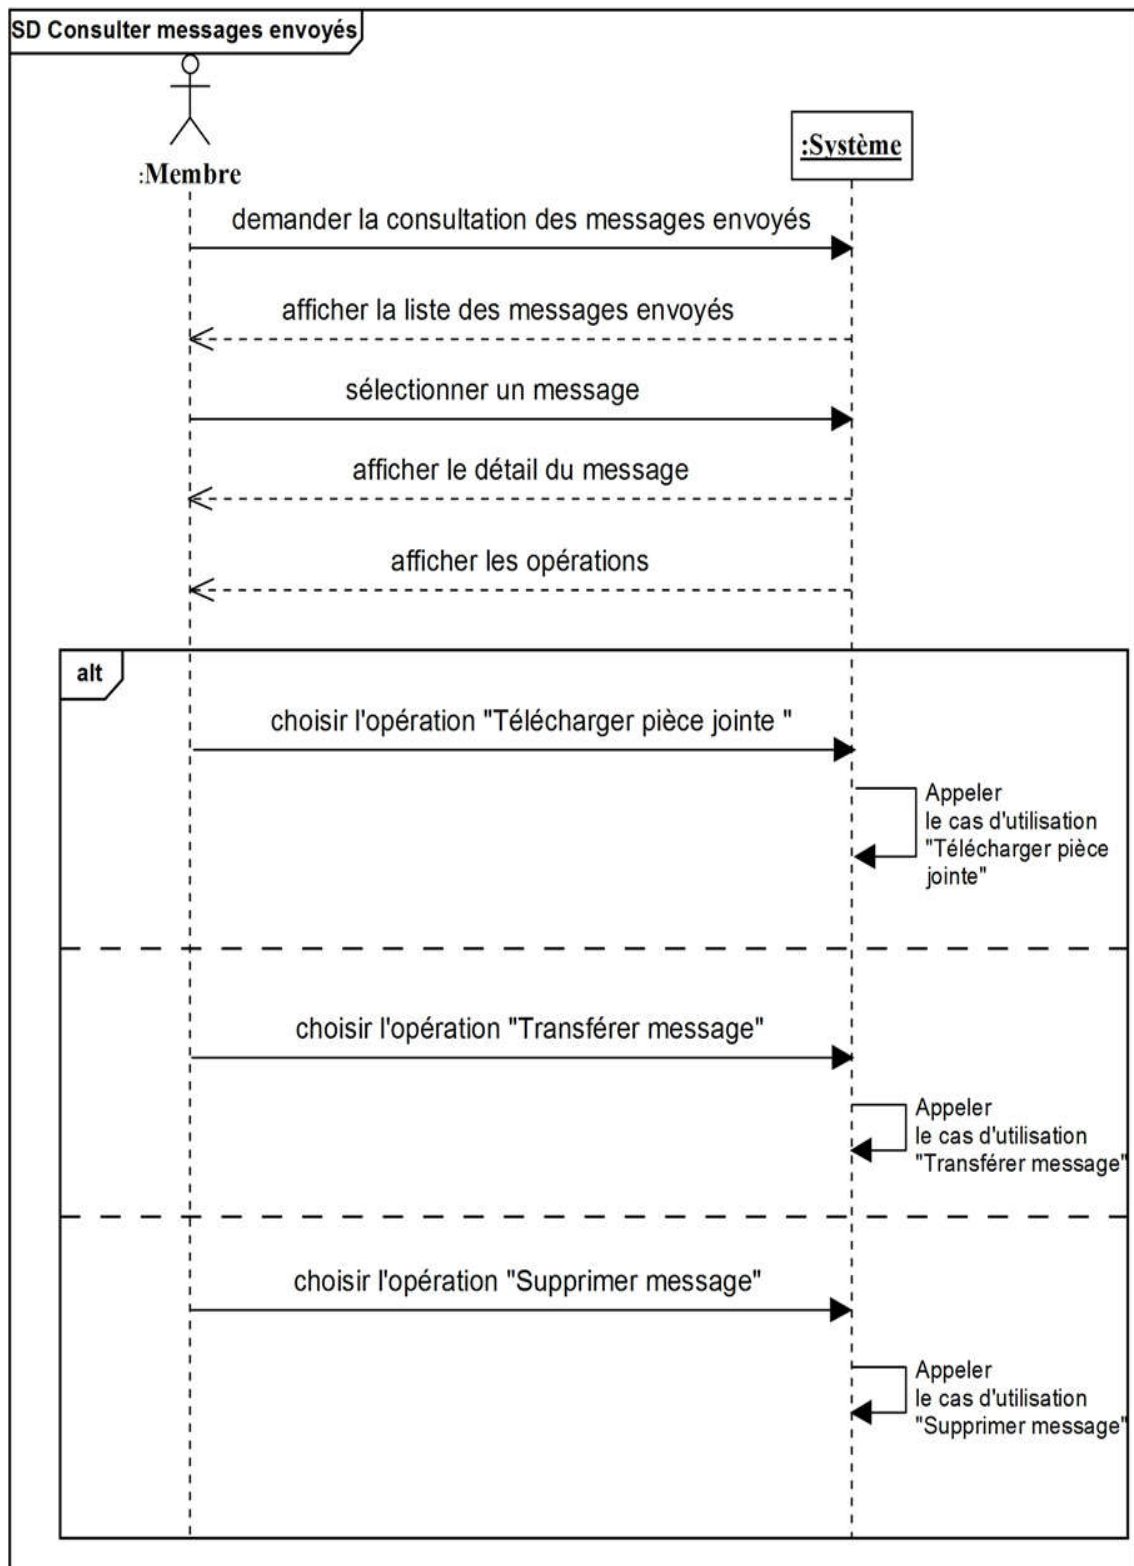 SD Consulter messages envoyés
:Membre
:Système
demander la consultation des messages envoyés
afficher la liste des messages envoyés
sélectionner un message
afficher le détail du message
afficher les opérations
alt
choisir l'opération "Télécharger pièce jointe "
Appeler
le cas d'utilisation
"Télécharger pièce
jointe"
choisir l'opération "Transférer message"
Appeler
le cas d'utilisation
"Transférer message"
choisir l'opération "Supprimer message"
Appeler
le cas d'utilisation
"Supprimer message"